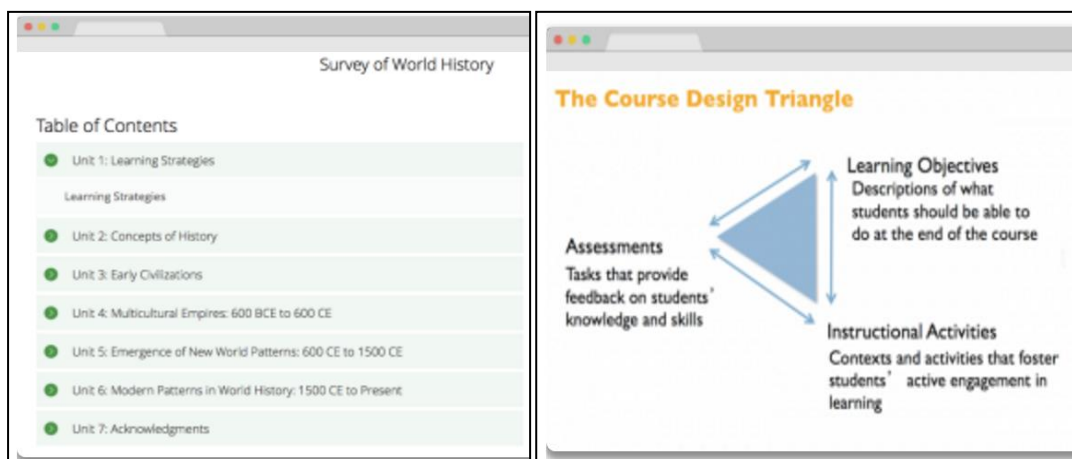 Survey of World History
Table of Contents
Unit 1: Learning Strategies
Learning Strategies
Unit 2: Concepts of History
Unit 3: Early Civilizations
Unit 4: Multicultural Empires: 600 BCE to 600 CE
Unit 5: Emergence of New World Patterns: 600 CE to 1500 CE
Unit 6: Modern Patterns in World History: 1500 CE to Present
Unit 7: Acknowledgments
The Course Design Triangle
Learning Objectives
Descriptions of what
students should be able to
do at the end of the course
Assessments
Tasks that provide
feedback on students'
knowledge and skills
Instructional Activities
Contexts and activities that foster
students' active engagement in
learning